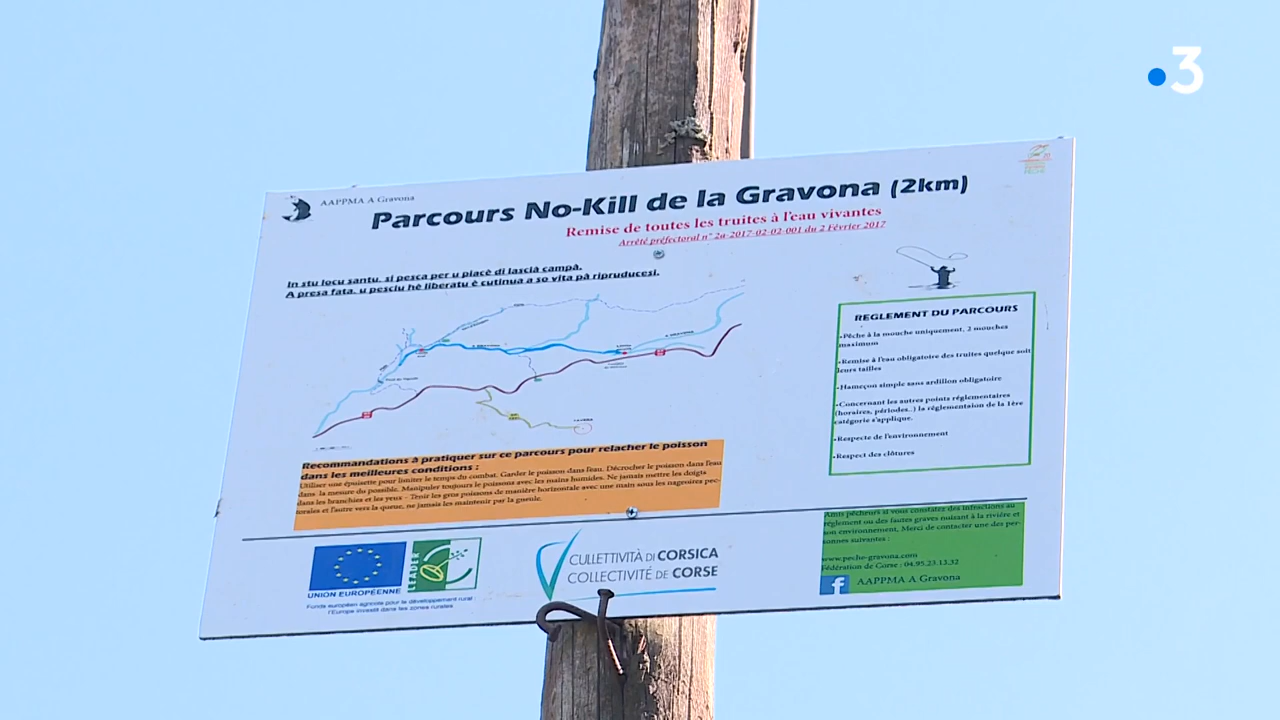 3
AAPPMA A Gravona
Parcours No-Kill de la Gravona (2km)
Remise de toutes les truites à l'eau vivantes
Arrêté préfectoral n° 2a-2017-02-02-001 du 2 Février 2017
In stu locu santu, si pesca per u piacè di lascià campà.
A presa fata, u pesciu hè liberatu è cutinua a so vita pà ripruducesi.
REGLEMENT DU PARCOURS
-Pêche à la mouche uniquement, 2 mouches
maximum
-Remise à l'eau obligatoire des truites quelque soit
leurs tailles
-Hameçon simple sans ardillon obligatoire
-Concernant les autres points réglementaires
(horaires, périodes..) la réglementaion de la 1ère
catégorie s'applique.
-Respecte de l'environnement
-Respect des clôtures
Recommandations à pratiquer sur ce parcours pour relacher le poisson
dans les meilleures conditions :
Utiliser une épuisette pour limiter le temps du combat. Garder le poisson dans l'eau. Décrocher le poisson dans l'eau
dans la mesure du possible. Manipuler toujours le poissons avec les mains humides. Ne jamais mettre les doigts
dans les branchies et les yeux - Tenir les gros poissons de manière horizontale avec une main sous les nageoires pec-
torales et l'autre vers la queue, ne jamais les maintenir par la gueule.
UNION EUROPÉENNE
LEADER
Fonds européen agricole pour le développement rural :
l'Europe investit dans les zones rurales
CULLETTIVITÀ DI CORSICA
COLLECTIVITÉ DE CORSE
Amis pêcheurs si vous constatez des infractions au
réglement ou des fautes graves nuisant à la rivière et
son environnement, Merci de contacter une des per-
sonnes suivantes :
www.peche-gravona.com
Fédération de Corse : 04.95.23.13.32
f AAPPMA A Gravona